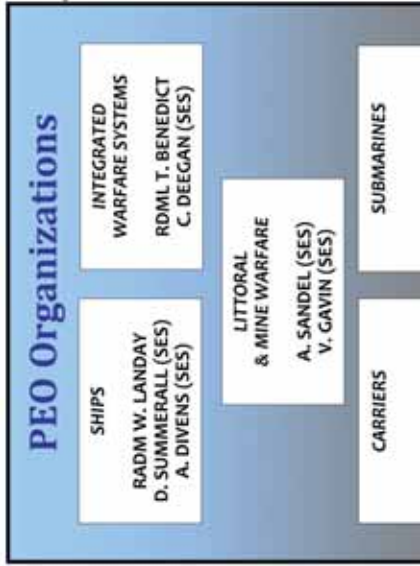 PEO Organizations
SHIPS
RADM W. LANDAY
D. SUMMERALL (SES)
A. DIVENS (SES)
INTEGRATED
WARFARE SYSTEMS
RDML T. BENEDICT
C. DEEGAN (SES)
LITTORAL
& MINE WARFARE
A. SANDEL (SES)
V. GAVIN (SES)
CARRIERS
SUBMARINES